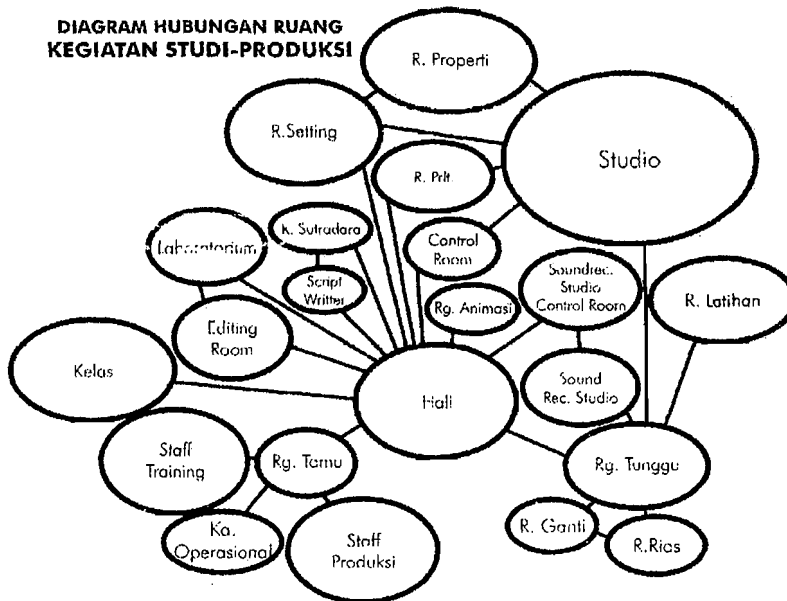 DIAGRAM HUBUNGAN RUANG
KEGIATAN STUDI-PRODUKSI
R. Properti
R.Setting
Studio
R. Prlt.
R. Sutradara
Laboratorium
Control
Room
Script
Writter
Soundrec.
Studio
Control Room
Rg. Animasi
R. Latihan
Editing
Room
Kelas
Hall
Sound
Rec. Studio
Staff
Training
Rg. Tamu
Rg. Tunggu
Ka.
Operasional
Staff
Produksi
R. Ganti
R.Rias